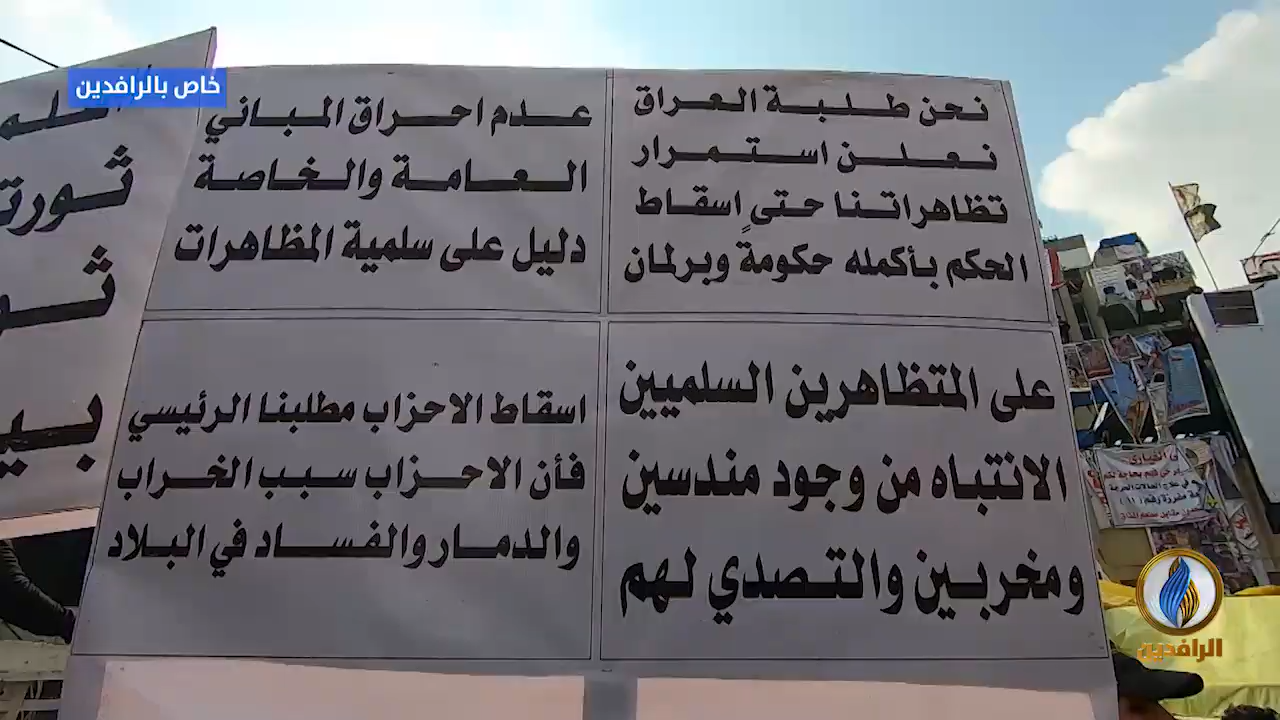 خاص بالرافدين
نحن طلبة العراق
نعلن استمرار
تظاهراتنا حتى اسقاط
الحكم بأكمله حكومةً وبرلمان
عدم احراق المباني
العامة والخاصة
دليل على سلمية المظاهرات
على المتظاهرين السلميين
الانتباه من وجود مندسين
ومخربين والتصدي لهم
اسقاط الاحزاب مطلبنا الرئيسي
فأن الاحزاب سبب الخراب
والدمار والفساد في البلاد
الرافدين